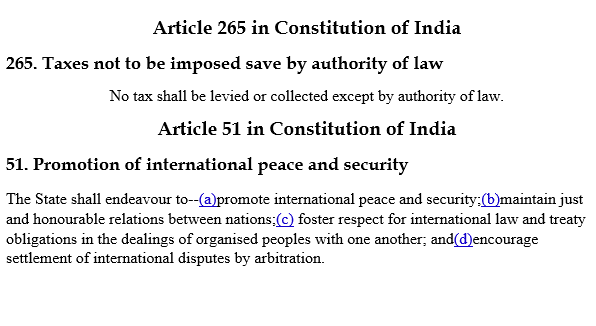 Article 265 in Constitution of India
265. Taxes not to be imposed save by authority of law
No tax shall be levied or collected except by authority of law.
Article 51 in Constitution of India
51. Promotion of international peace and security
The State shall endeavour to--(a)promote international peace and security;(b)maintain just
and honourable relations between nations;(c) foster respect for international law and treaty
obligations in the dealings of organised peoples with one another; and(d)encourage
settlement of international disputes by arbitration.